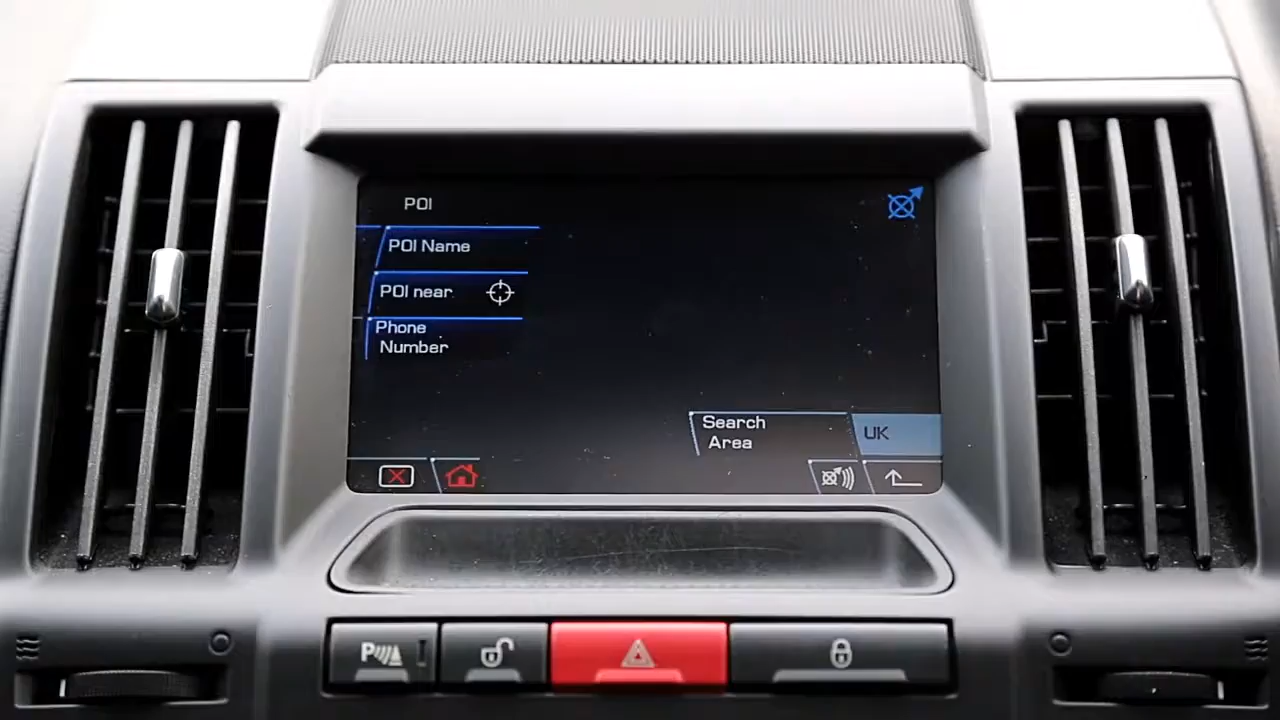 POI
POI Name
POI near
Phone
Number
Search
Area
UK
P